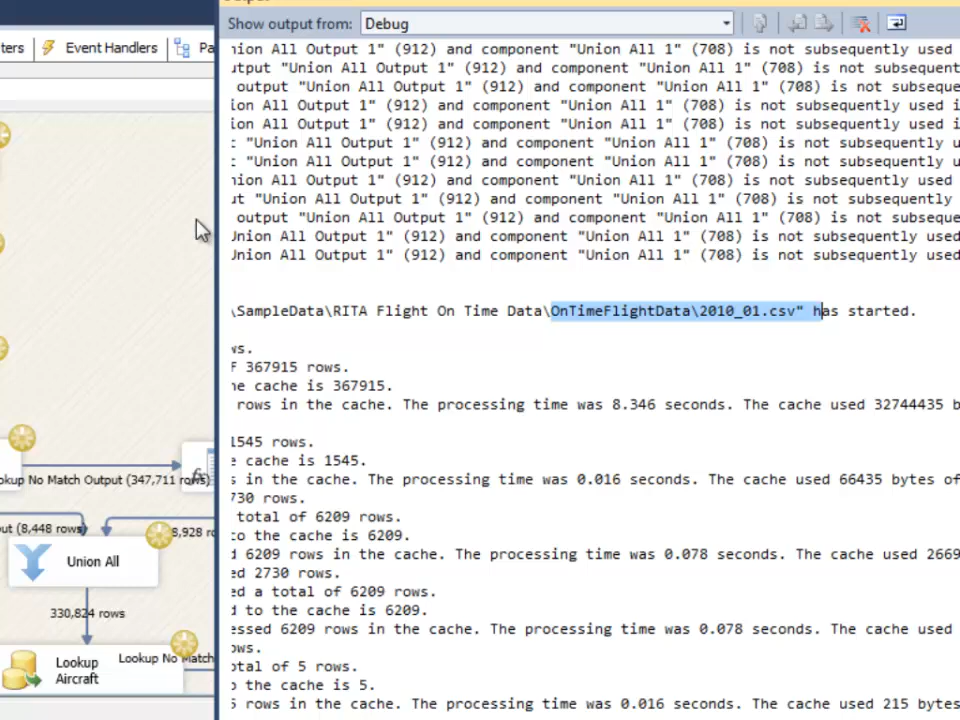 Show output from: Debug
ters Event Handlers Pa
nion All Output 1" (912) and component "Union All 1" (708) is not subsequently used
utput "Union All Output 1" (912) and component "Union All 1" (708) is not subsequent
output "Union All Output 1" (912) and component "Union All 1" (708) is not subseque
ion All Output 1" (912) and component "Union All 1" (708) is not subsequently used i
ion All Output 1" (912) and component "Union All 1" (708) is not subsequently used i
t "Union All Output 1" (912) and component "Union All 1" (708) is not subsequently u
t "Union All Output 1" (912) and component "Union All 1" (708) is not subsequently u
nion All Output 1" (912) and component "Union All 1" (708) is not subsequently used
ut "Union All Output 1" (912) and component "Union All 1" (708) is not subsequently
output "Union All Output 1" (912) and component "Union All 1" (708) is not subseque
Union All Output 1" (912) and component "Union All 1" (708) is not subsequently used
Union All Output 1" (912) and component "Union All 1" (708) is not subsequently used
\SampleData\RITA Flight On Time Data\OnTimeFlightData\2010_01.csv" has started.
ws.
f 367915 rows.
he cache is 367915.
rows in the cache. The processing time was 8.346 seconds. The cache used 32744435 b
1545 rows.
e cache is 1545.
s in the cache. The processing time was 0.016 seconds. The cache used 66435 bytes of
730 rows.
total of 6209 rows.
to the cache is 6209.
d 6209 rows in the cache. The processing time was 0.078 seconds. The cache used 2669
ed 2730 rows.
ed a total of 6209 rows.
d to the cache is 6209.
essed 6209 rows in the cache. The processing time was 0.078 seconds. The cache used
ows.
otal of 5 rows.
o the cache is 5.
5 rows in the cache. The processing time was 0.016 seconds. The cache used 215 bytes
okup No Match Output (347,711 rows)
ut (8,448 rows)
8,928 ro
Union All
330,824 rows
Lookup
Aircraft
Lookup No Match